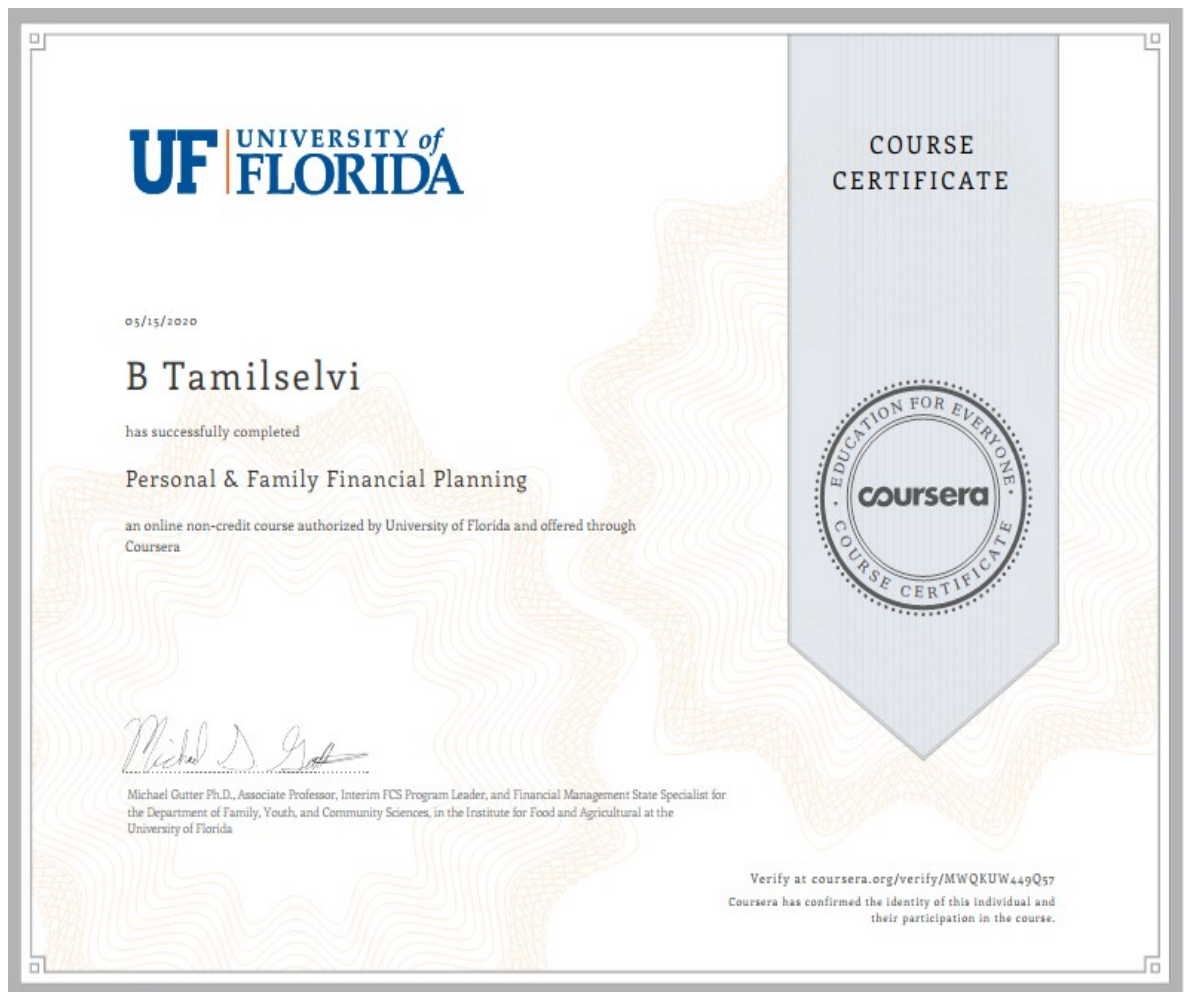 UF UNIVERSITY of
FLORIDA
COURSE
CERTIFICATE
05/15/2020
B Tamilselvi
has successfully completed
Personal & Family Financial Planning
an online non-credit course authorized by University of Florida and offered through
Coursera
EDUCATION FOR EVERYONE
coursera
COURSE CERTIFICATE
Michael S. Gutter
Michael Gutter Ph.D., Associate Professor, Interim FCS Program Leader, and Financial Management State Specialist for
the Department of Family, Youth, and Community Sciences, in the Institute for Food and Agricultural at the
University of Florida
Verify at coursera.org/verify/MWQKUW449Q57
Coursera has confirmed the identity of this individual and
their participation in the course.